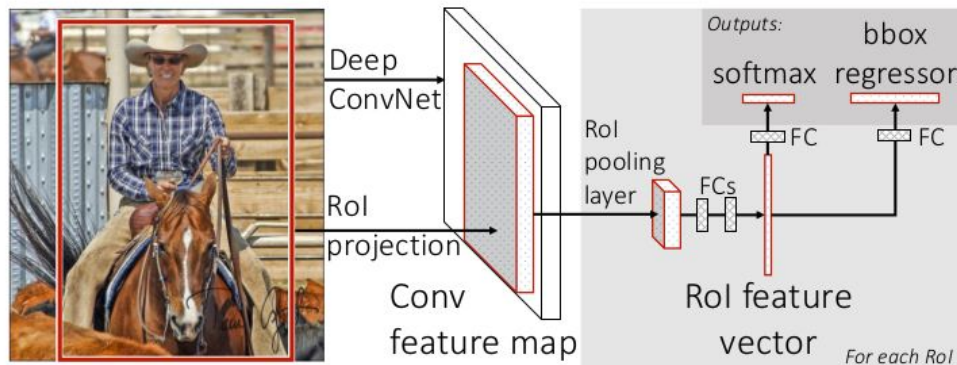 Deep
ConvNet
RoI
projection
Conv
feature map
RoI
pooling
layer
FCs
RoI feature
vector
For each RoI
Outputs:
softmax
bbox
regressor
FC
FC